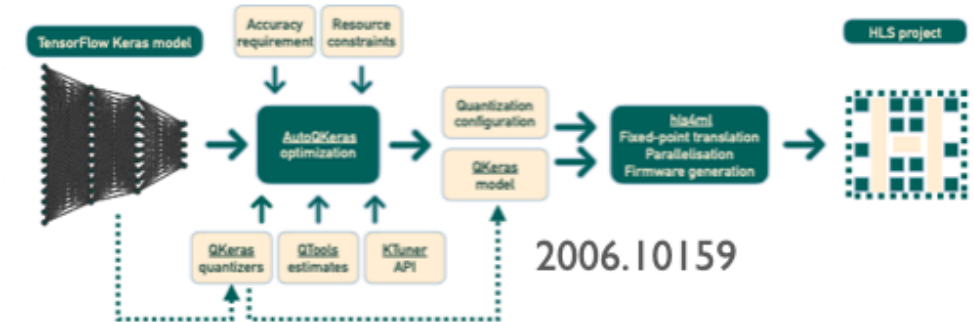 TensorFlow Keras model
Accuracy
requirement
Resource
constraints
HLS project
AutoQKeras
optimization
Quantization
configuration
QKeras
model
hls4ml
Fixed-point translation
Parallelisation
Firmware generation
QKeras
quantizers
QTools
estimates
KTuner
API
2006.10159